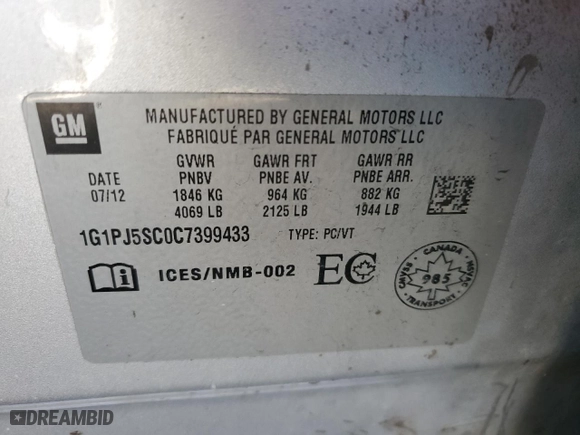 GM
MANUFACTURED BY GENERAL MOTORS LLC
FABRIQUÉ PAR GENERAL MOTORS LLC
GVWR GAWR FRT GAWR RR
DATE PNBV PNBE AV. PNBE ARR.
07/12 1846 KG 964 KG 882 KG
4069 LB 2125 LB 1944 LB
1G1PJ5SC0C7399433 TYPE: PC/VT
ICES/NMB-002 EC
CANADA
985
TRANSPORT
DREAMBID